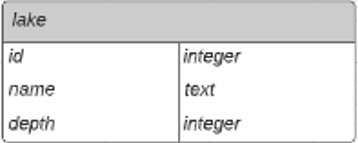 lake
id integer
name text
depth integer